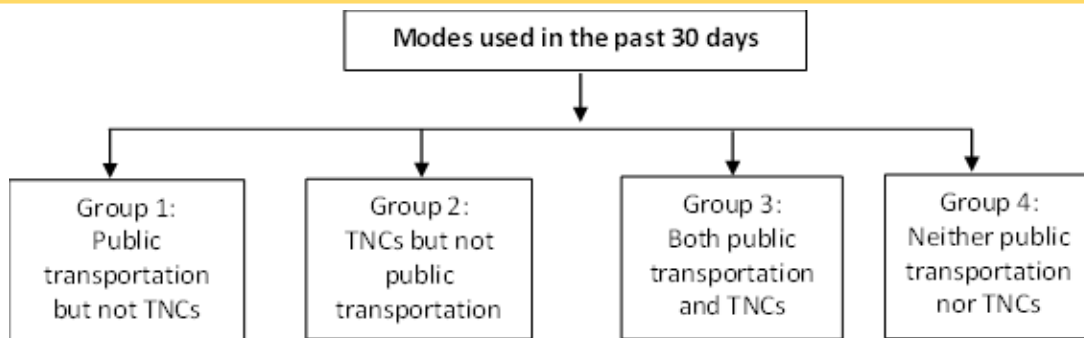 Modes used in the past 30 days
Group 1:
Public
transportation
but not TNCs
Group 2:
TNCs but not
public
transportation
Group 3:
Both public
transportation
and TNCs
Group 4:
Neither public
transportation
nor TNCs